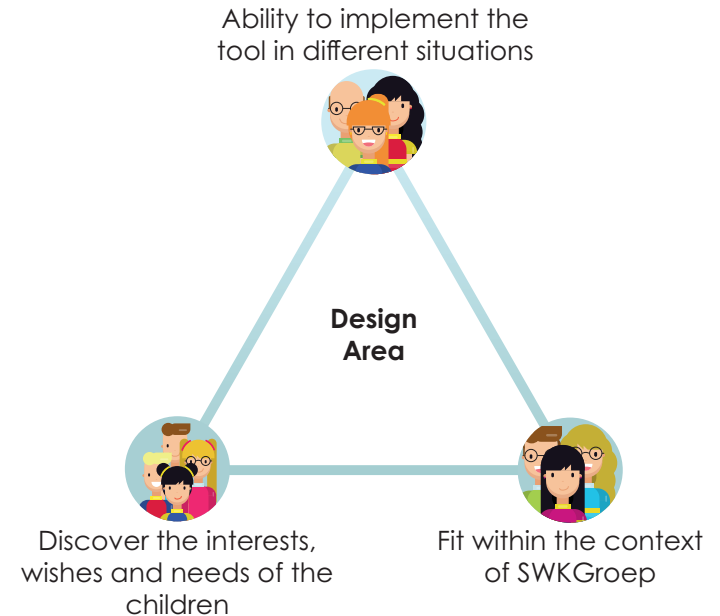 Ability to implement the
tool in different situations
Design
Area
Discover the interests,
wishes and needs of the
children
Fit within the context
of SWKGroep